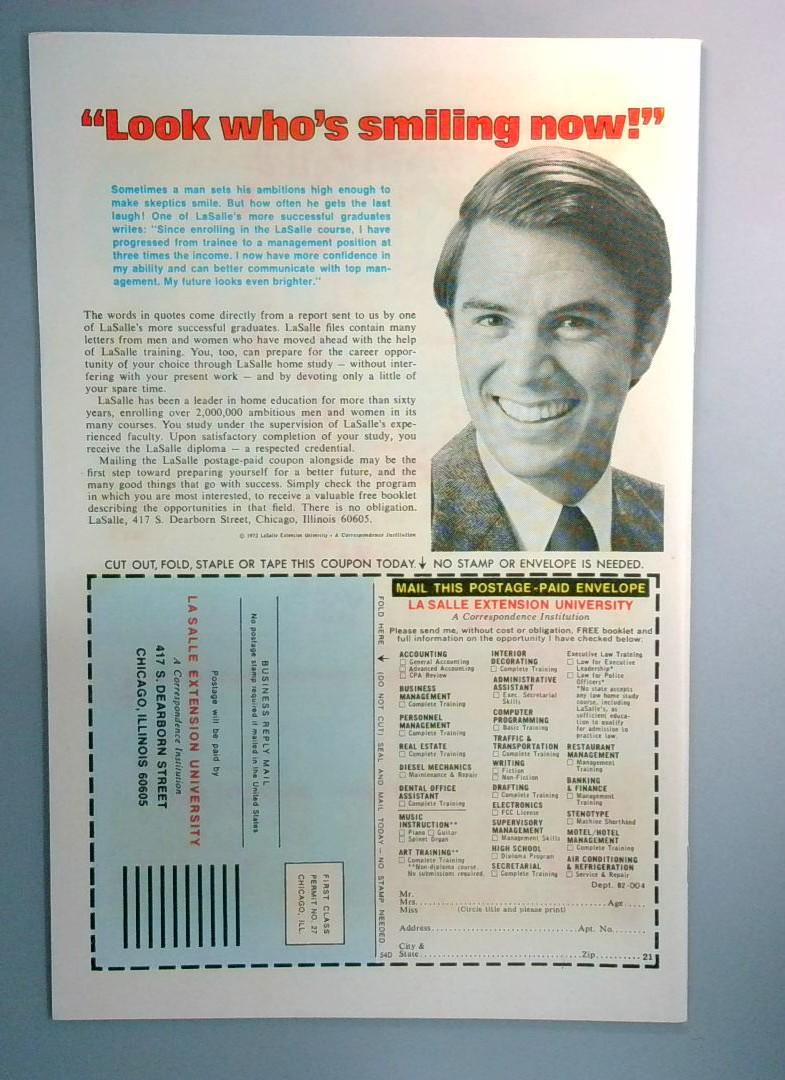 “Look who’s smiling now!”
Sometimes a man sets his ambitions high enough to
make skeptics smile. But how often he gets the last
laugh! One of LaSalle's more successful graduates
writes: "Since enrolling in the LaSalle course, I have
progressed from trainee to a management position at
three times the income. I now have more confidence in
my ability and can better communicate with top man-
agement. My future looks even brighter."
The words in quotes come directly from a report sent to us by one
of LaSalle's more successful graduates. LaSalle files contain many
letters from men and women who have moved ahead with the help
of LaSalle training. You, too, can prepare for the career oppor-
tunity of your choice through LaSalle home study — without inter-
fering with your present work — and by devoting only a little of
your spare time.
LaSalle has been a leader in home education for more than sixty
years, enrolling over 2,000,000 ambitious men and women in its
many courses. You study under the supervision of LaSalle's expe-
rienced faculty. Upon satisfactory completion of your study, you
receive the LaSalle diploma — a respected credential.
Mailing the LaSalle postage-paid coupon alongside may be the
first step toward preparing yourself for a better future, and the
many good things that go with success. Simply check the program
in which you are most interested, to receive a valuable free booklet
describing the opportunities in that field. There is no obligation.
LaSalle, 417 S. Dearborn Street, Chicago, Illinois 60605.
© 1972 LaSalle Extension University • A Correspondence Institution
CUT OUT, FOLD, STAPLE OR TAPE THIS COUPON TODAY. NO STAMP OR ENVELOPE IS NEEDED.
BUSINESS REPLY MAIL
No postage stamp required if mailed in the United States
Postage will be paid by
LA SALLE EXTENSION UNIVERSITY
A Correspondence Institution
417 S. DEARBORN STREET
CHICAGO, ILLINOIS 60605
FIRST CLASS
PERMIT NO. 27
CHICAGO, ILL.
FOLD HERE (DO NOT CUT) SEAL AND MAIL TODAY — NO STAMP NEEDED
MAIL THIS POSTAGE-PAID ENVELOPE
LA SALLE EXTENSION UNIVERSITY
A Correspondence Institution
Please send me, without cost or obligation, FREE booklet and
full information on the opportunity I have checked below:
ACCOUNTING
General Accounting
Advanced Accounting
CPA Review
BUSINESS
MANAGEMENT
Complete Training
PERSONNEL
MANAGEMENT
Complete Training
REAL ESTATE
Complete Training
DIESEL MECHANICS
Maintenance & Repair
DENTAL OFFICE
ASSISTANT
Complete Training
MUSIC
INSTRUCTION**
Piano Guitar
Spinet Organ
ART TRAINING**
Complete Training
**Non-diploma course.
No submissions required.
INTERIOR
DECORATING
Complete Training
ADMINISTRATIVE
ASSISTANT
Exec. Secretarial
Skills
COMPUTER
PROGRAMMING
Basic Training
TRAFFIC &
TRANSPORTATION
Complete Training
WRITING
Fiction
Non-Fiction
DRAFTING
Complete Training
ELECTRONICS
FCC License
SUPERVISORY
MANAGEMENT
Management Skills
HIGH SCHOOL
Diploma Program
SECRETARIAL
Complete Training
Executive Law Training
Law for Executive
Leadership*
Law for Police
Officers*
*No state accepts
any law home
study course,
including
LaSalle's, as
sufficient educa-
tion to qualify
for admission to
practice law.
RESTAURANT
MANAGEMENT
Management
Training
BANKING
& FINANCE
Management
Training
STENOTYPE
Machine Shorthand
MOTEL/HOTEL
MANAGEMENT
Complete Training
AIR CONDITIONING
& REFRIGERATION
Service & Repair
Dept. 82-004
Mr.
Mrs. Age
Miss (Circle title and please print)
Address Apt. No.
City &
54D State Zip 21